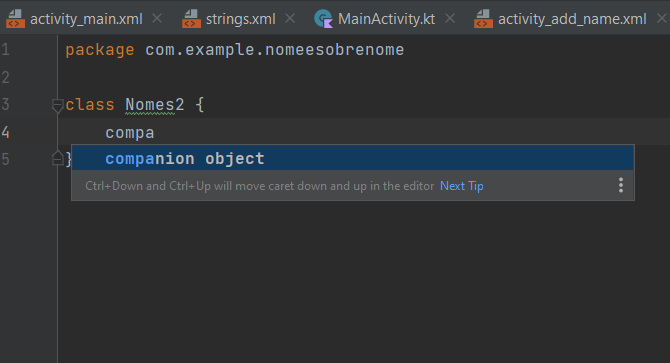 activity_main.xml strings.xml MainActivity.kt activity_add_name.xml
1 package com.example.nomeesobrenome
2
3 class Nomes2 {
4 compa
5 }
companion object
Ctrl+Down and Ctrl+Up will move caret down and up in the editor Next Tip